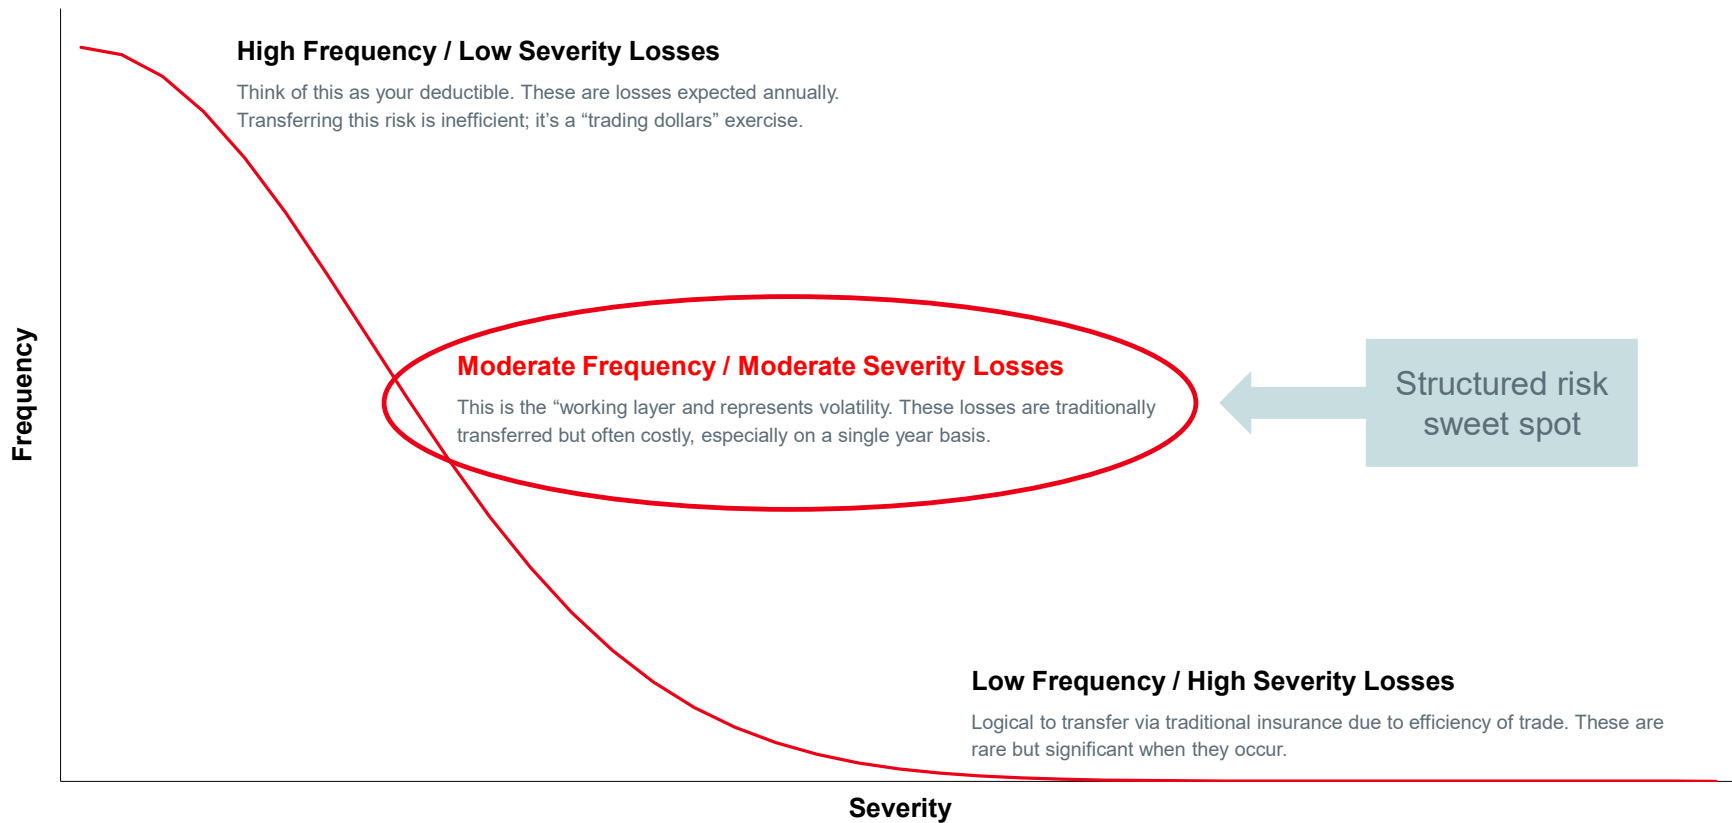 High Frequency / Low Severity Losses
Think of this as your deductible. These are losses expected annually.
Transferring this risk is inefficient; it’s a “trading dollars” exercise.
Frequency
Moderate Frequency / Moderate Severity Losses
This is the “working layer and represents volatility. These losses are traditionally
transferred but often costly, especially on a single year basis.
Structured risk
sweet spot
Low Frequency / High Severity Losses
Logical to transfer via traditional insurance due to efficiency of trade. These are
rare but significant when they occur.
Severity